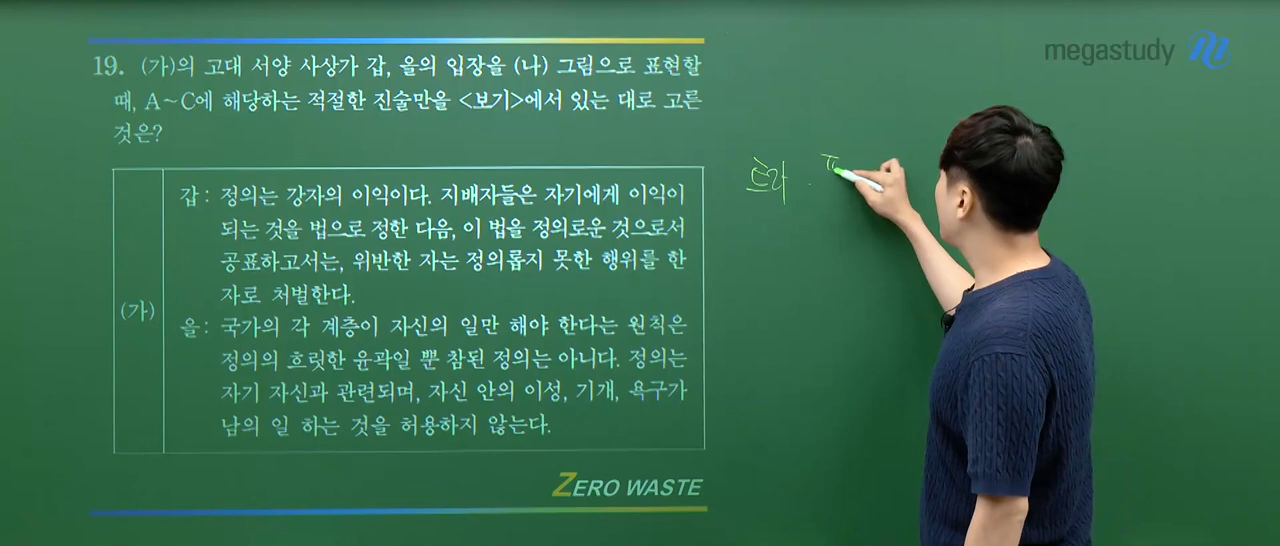 megastudy
19. (가)의 고대 서양 사상가 갑, 을의 입장을 (나) 그림으로 표현할
때, A~C에 해당하는 적절한 진술만을 <보기>에서 있는 대로 고른
것은?
(가)
갑: 정의는 강자의 이익이다. 지배자들은 자기에게 이익이
되는 것을 법으로 정한 다음, 이 법을 정의로운 것으로서
공표하고서는, 위반한 자는 정의롭지 못한 행위를 한
자로 처벌한다.
을: 국가의 각 계층이 자신의 일만 해야 한다는 원칙은
정의의 흐릿한 윤곽일 뿐 참된 정의는 아니다. 정의는
자기 자신과 관련되며, 자신 안의 이성, 기개, 욕구가
남의 일 하는 것을 허용하지 않는다.
ZERO WASTE